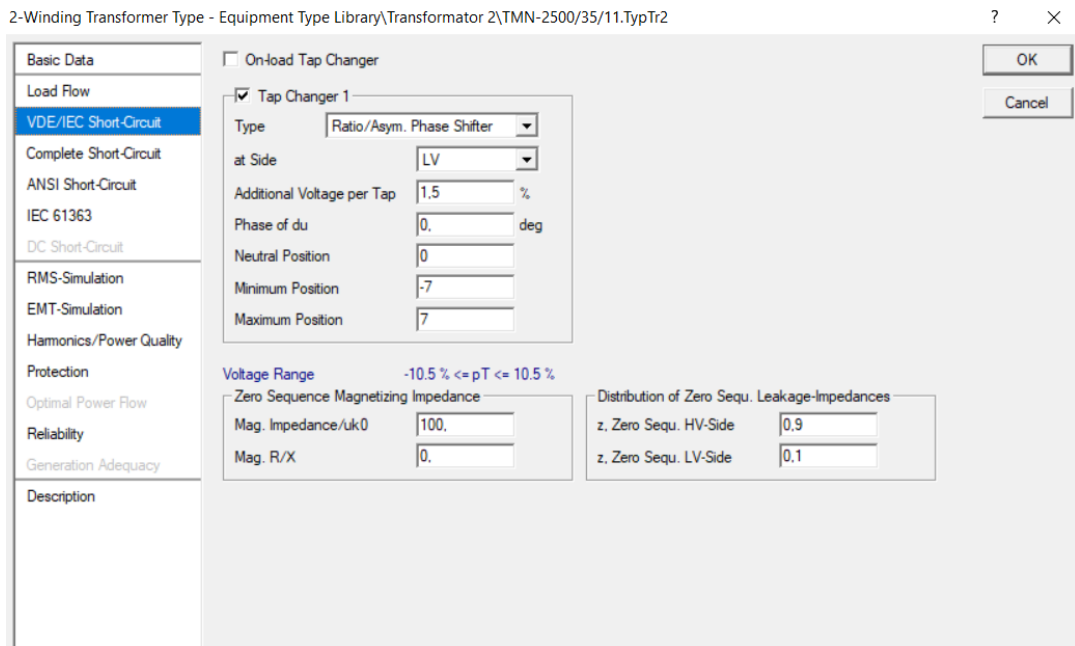 2-Winding Transformer Type - Equipment Type Library\Transformator 2\TMN-2500/35/11.TypTr2 ?
Basic Data
Load Flow
VDE/IEC Short-Circuit
Complete Short-Circuit
ANSI Short-Circuit
IEC 61363
DC Short-Circuit
RMS-Simulation
EMT-Simulation
Harmonics/Power Quality
Protection
Optimal Power Flow
Reliability
Generation Adequacy
Description
On-load Tap Changer
Tap Changer 1
Type Ratio/Asym. Phase Shifter
at Side LV
Additional Voltage per Tap 1,5 %
Phase of du 0, deg
Neutral Position 0
Minimum Position -7
Maximum Position 7
Voltage Range -10.5 % <= pT <= 10.5 %
Zero Sequence Magnetizing Impedance
Mag. Impedance/uk0 100,
Mag. R/X 0,
Distribution of Zero Sequ. Leakage-Impedances
z, Zero Sequ. HV-Side 0,9
z, Zero Sequ. LV-Side 0,1
OK
Cancel